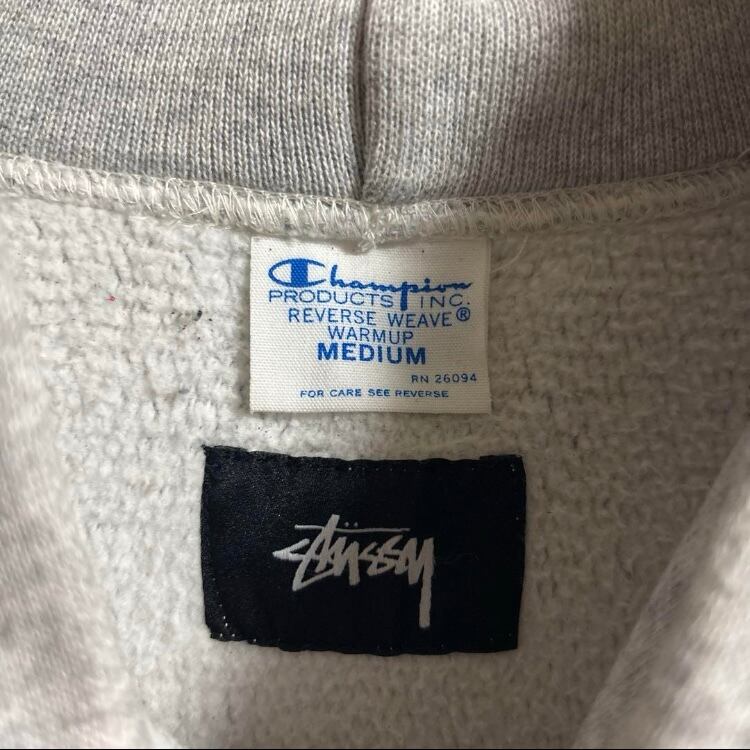 Champion
PRODUCTS INC.
REVERSE WEAVE®
WARMUP
MEDIUM
RN 26094
FOR CARE SEE REVERSE
Stüssy